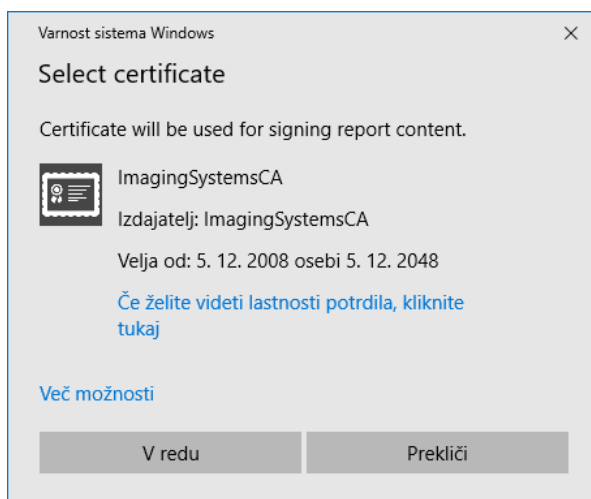 Varnost sistema Windows
Select certificate
Certificate will be used for signing report content.
ImagingSystemsCA
Izdajatelj: ImagingSystemsCA
Velja od: 5. 12. 2008 osebi 5. 12. 2048
Če želite videti lastnosti potrdila, kliknite
tukaj
Več možnosti
V redu
Prekliči